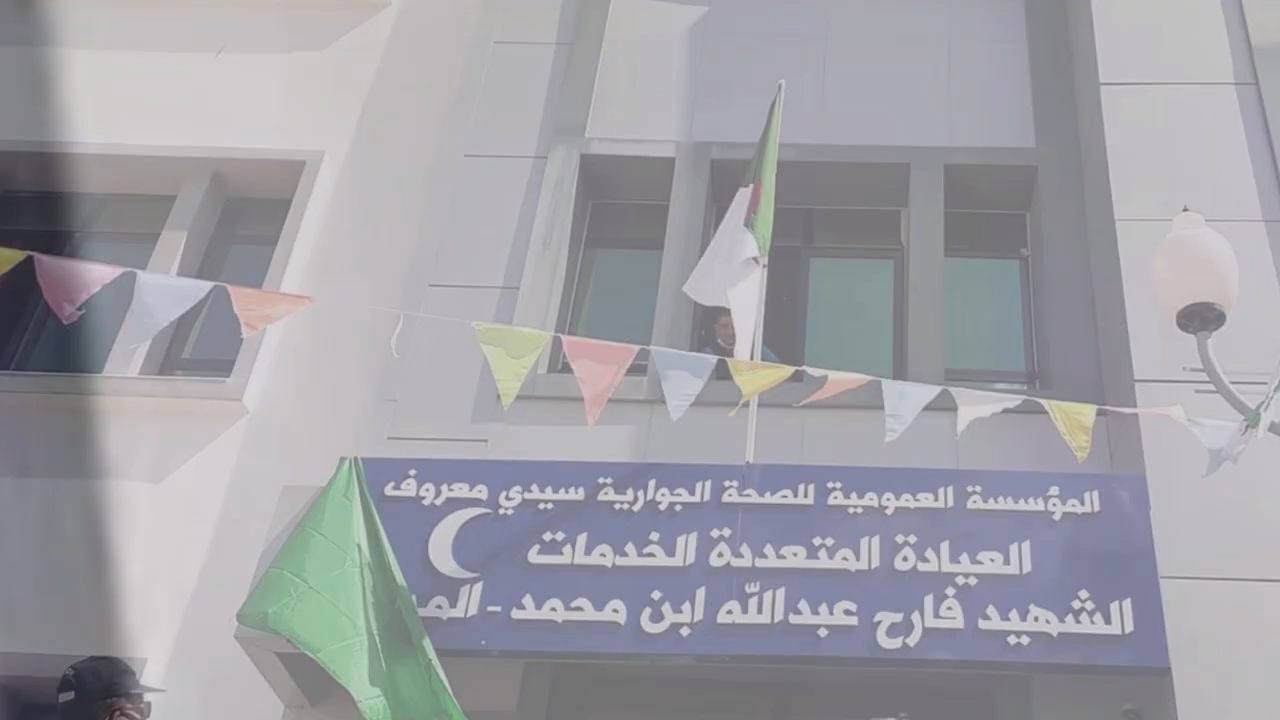 المؤسسة العمومية للصحة الجوارية سيدي معروف
العيادة المتعددة الخدمات
الشهيد فارح عبدالله ابن محمد -